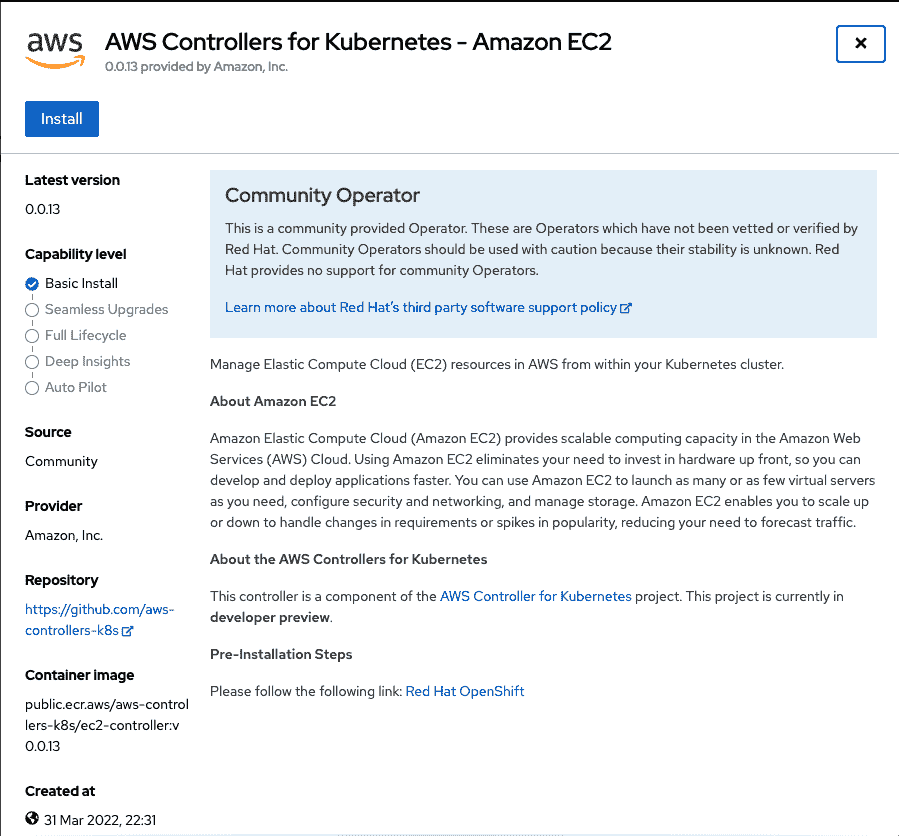 aws
AWS Controllers for Kubernetes - Amazon EC2
0.0.13 provided by Amazon, Inc.
Install
Latest version
0.0.13
Capability level
Basic Install
Seamless Upgrades
Full Lifecycle
Deep Insights
Auto Pilot
Source
Community
Provider
Amazon, Inc.
Repository
https://github.com/aws-
controllers-k8s
Container image
public.ecr.aws/aws-control
lers-k8s/ec2-controller:v
0.0.13
Created at
31 Mar 2022, 22:31
Community Operator
This is a community provided Operator. These are Operators which have not been vetted or verified by
Red Hat. Community Operators should be used with caution because their stability is unknown. Red
Hat provides no support for community Operators.
Learn more about Red Hat's third party software support policy
Manage Elastic Compute Cloud (EC2) resources in AWS from within your Kubernetes cluster.
About Amazon EC2
Amazon Elastic Compute Cloud (Amazon EC2) provides scalable computing capacity in the Amazon Web
Services (AWS) Cloud. Using Amazon EC2 eliminates your need to invest in hardware up front, so you can
develop and deploy applications faster. You can use Amazon EC2 to launch as many or as few virtual servers
as you need, configure security and networking, and manage storage. Amazon EC2 enables you to scale up
or down to handle changes in requirements or spikes in popularity, reducing your need to forecast traffic.
About the AWS Controllers for Kubernetes
This controller is a component of the AWS Controller for Kubernetes project. This project is currently in
developer preview.
Pre-Installation Steps
Please follow the following link: Red Hat OpenShift